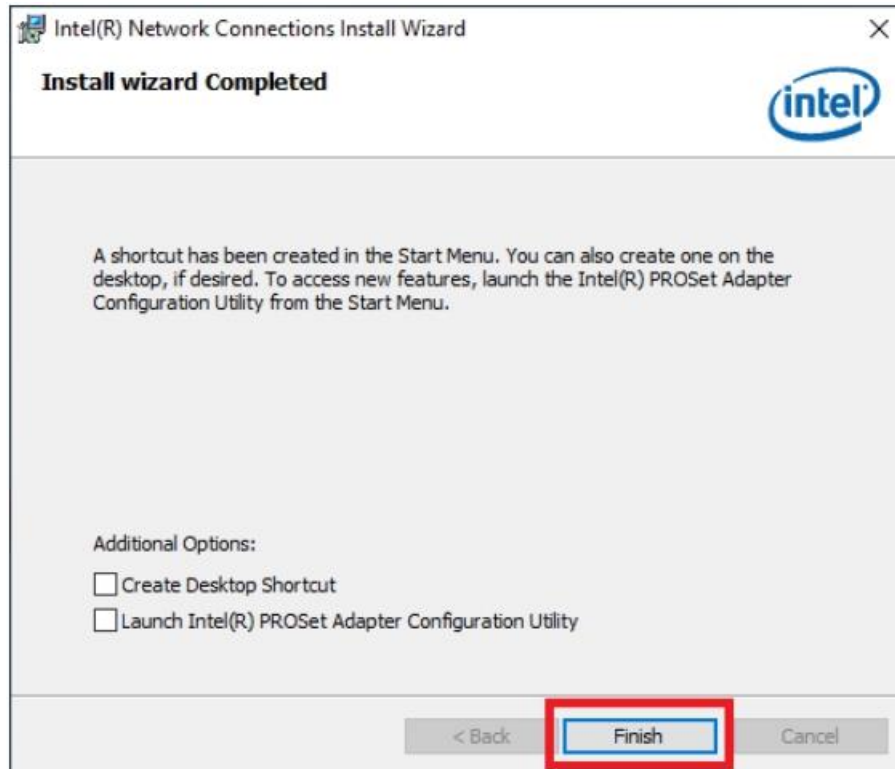 Intel(R) Network Connections Install Wizard
Install wizard Completed
intel
A shortcut has been created in the Start Menu. You can also create one on the
desktop, if desired. To access new features, launch the Intel(R) PROSet Adapter
Configuration Utility from the Start Menu.
Additional Options:
Create Desktop Shortcut
Launch Intel(R) PROSet Adapter Configuration Utility
< Back Finish Cancel